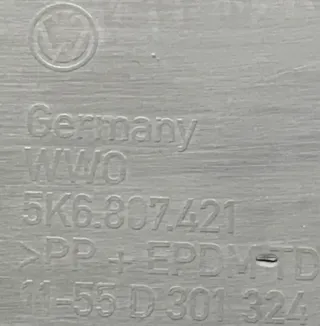 Germany
WWO
5K6.807.421
>PP + EPDM-TD
11-55 D 301 324